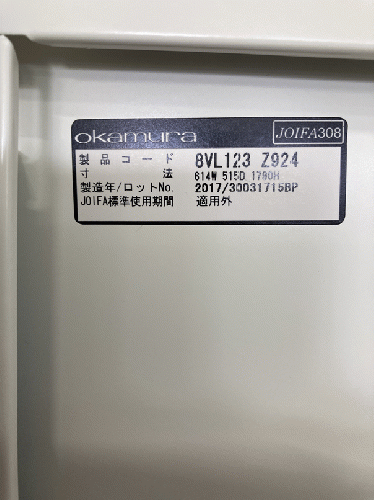 okamura JOIFA308
製品コード 8VL123 Z924
寸法 614W 515D 1790H
製造年/ロットNo. 2017/30031715BP
JOIFA標準使用期間 適用外